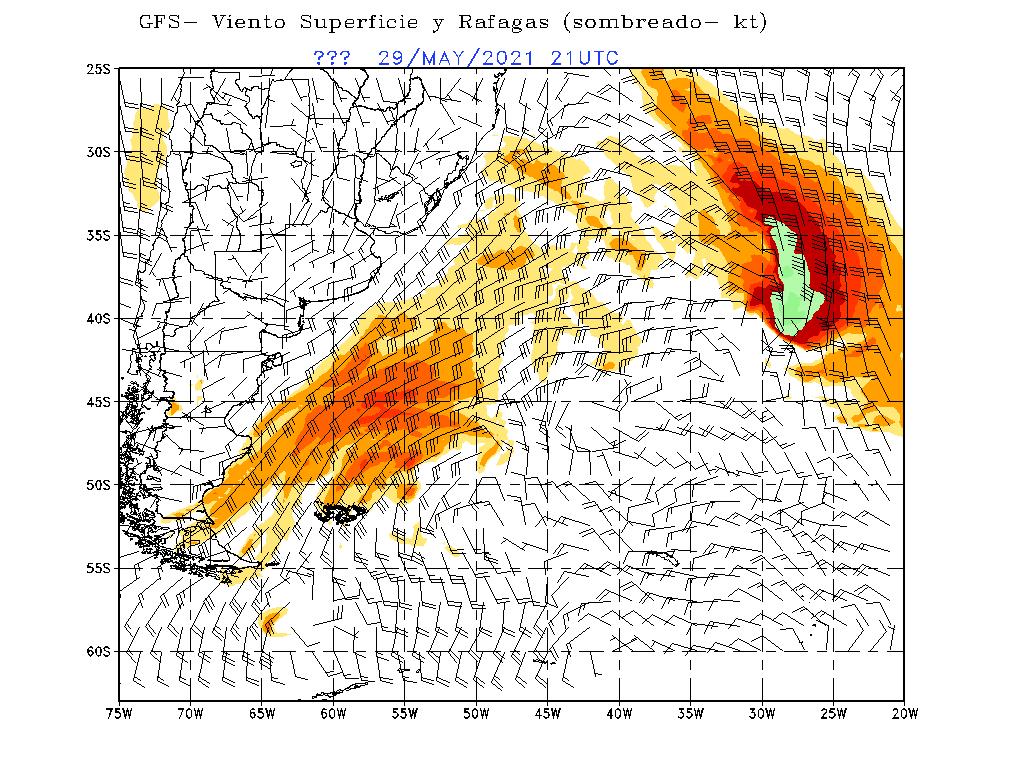 GFS- Viento Superficie y Rafagas (sombreado- kt)
??? 29/MAY/2021 21UTC
25S
30S
35S
40S
45S
50S
55S
60S
75W 70W 65W 60W 55W 50W 45W 40W 35W 30W 25W 20W